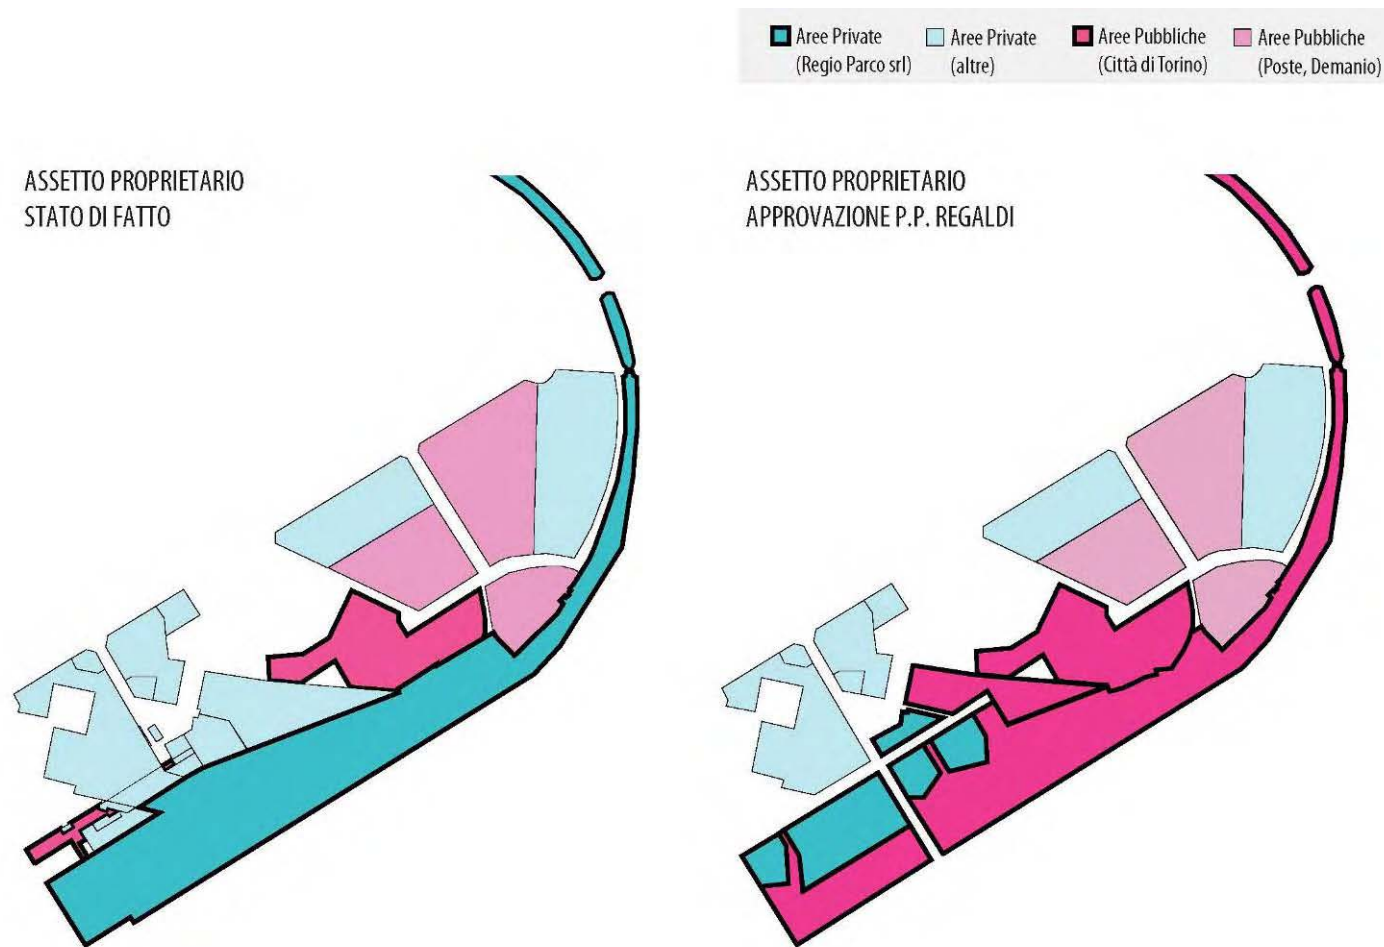 Aree Private
(Regio Parco srl)
Aree Private
(altre)
Aree Pubbliche
(Città di Torino)
Aree Pubbliche
(Poste, Demanio)
ASSETTO PROPRIETARIO
STATO DI FATTO
ASSETTO PROPRIETARIO
APPROVAZIONE P.P. REGALDI